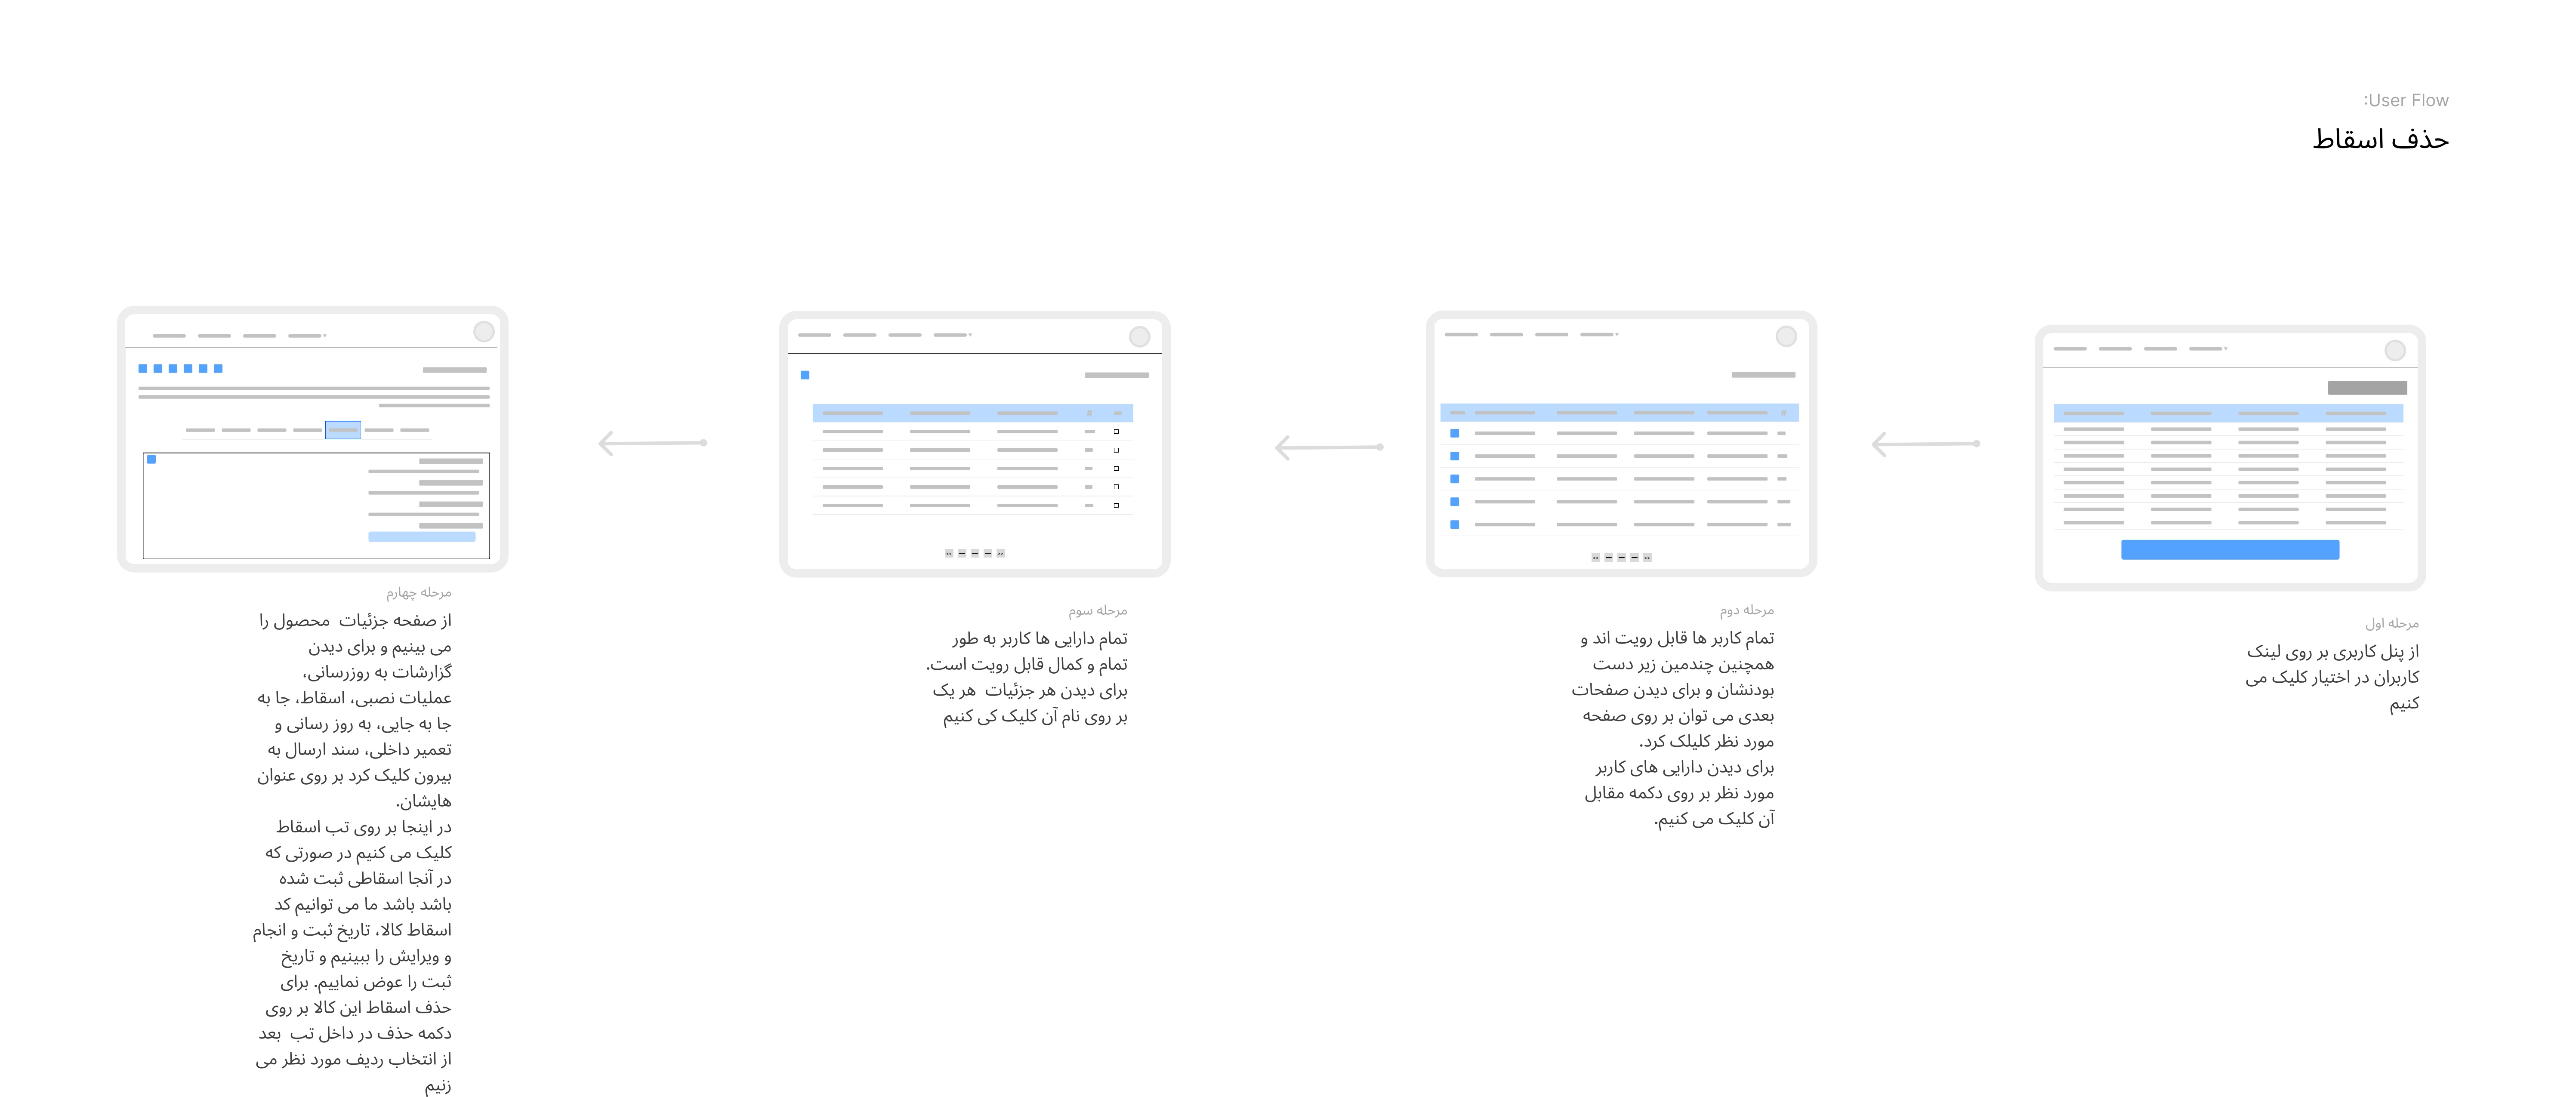 User Flow:
حذف اسقاط
مرحله اول
از پنل کاربری بر روی لینک
کاربران در اختیار کلیک می
کنیم
مرحله دوم
تمام کاربر ها قابل رویت اند و
همچنین چندمین زیر دست
بودنشان و برای دیدن صفحات
بعدی می توان بر روی صفحه
مورد نظر کلیلک کرد.
برای دیدن دارایی های کاربر
مورد نظر بر روی دکمه مقابل
آن کلیک می کنیم.
مرحله سوم
تمام دارایی ها کاربر به طور
تمام و کمال قابل رویت است.
برای دیدن هر جزئیات  هر یک
بر روی نام آن کلیک کی کنیم
مرحله چهارم
از صفحه جزئیات  محصول را
می بینیم و برای دیدن
گزارشات به روزرسانی،
عملیات نصبی، اسقاط، جا به
جا به جایی، به روز رسانی و
تعمیر داخلی، سند ارسال به
بیرون کلیک کرد بر روی عنوان
هایشان.
در اینجا بر روی تب اسقاط
کلیک می کنیم در صورتی که
در آنجا اسقاطی ثبت شده
باشد باشد ما می توانیم کد
اسقاط کالا، تاریخ ثبت و انجام
و ویرایش را ببینیم و تاریخ
ثبت را عوض نماییم. برای
حذف اسقاط این کالا بر روی
دکمه حذف در داخل تب  بعد
از انتخاب ردیف مورد نظر می
زنیم